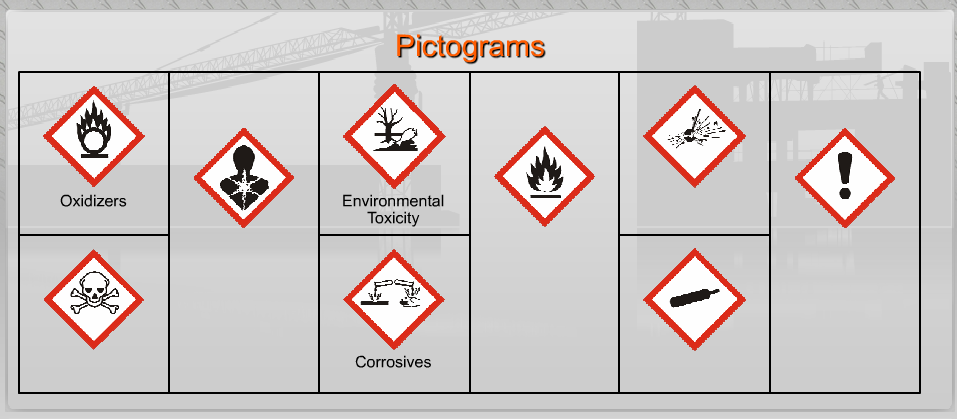 Pictograms
Oxidizers
Environmental
Toxicity
Corrosives